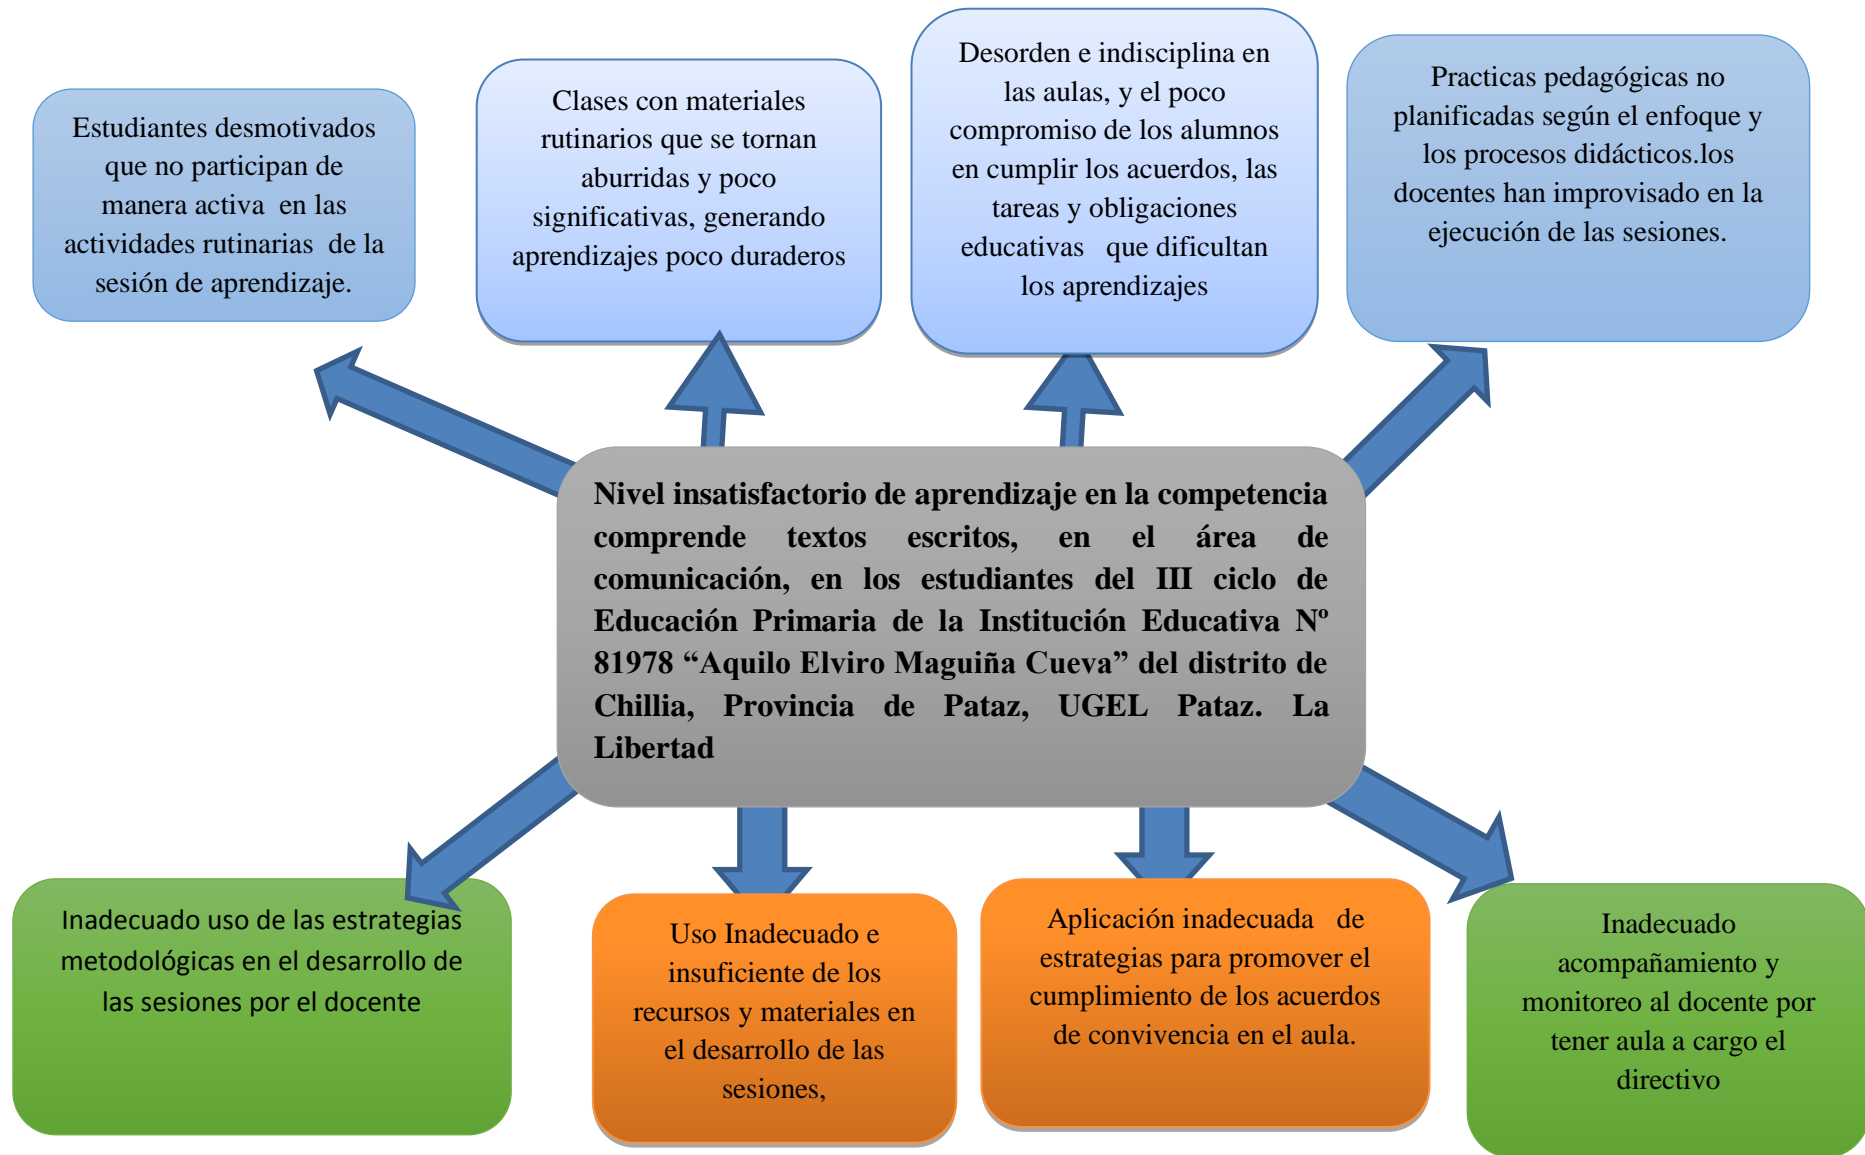 Estudiantes desmotivados
que no participan de
manera activa en las
actividades rutinarias de la
sesión de aprendizaje.
Clases con materiales
rutinarios que se tornan
aburridas y poco
significativas, generando
aprendizajes poco duraderos
Desorden e indisciplina en
las aulas, y el poco
compromiso de los alumnos
en cumplir los acuerdos, las
tareas y obligaciones
educativas que dificultan
los aprendizajes
Practicas pedagógicas no
planificadas según el enfoque y
los procesos didácticos.los
docentes han improvisado en la
ejecución de las sesiones.
Nivel insatisfactorio de aprendizaje en la competencia
comprende textos escritos, en el área de
comunicación, en los estudiantes del III ciclo de
Educación Primaria de la Institución Educativa Nº
81978 “Aquilo Elviro Maguiña Cueva” del distrito de
Chillia, Provincia de Pataz, UGEL Pataz. La
Libertad
Inadecuado uso de las estrategias
metodológicas en el desarrollo de
las sesiones por el docente
Uso Inadecuado e
insuficiente de los
recursos y materiales en
el desarrollo de las
sesiones,
Aplicación inadecuada de
estrategias para promover el
cumplimiento de los acuerdos
de convivencia en el aula.
Inadecuado
acompañamiento y
monitoreo al docente por
tener aula a cargo el
directivo